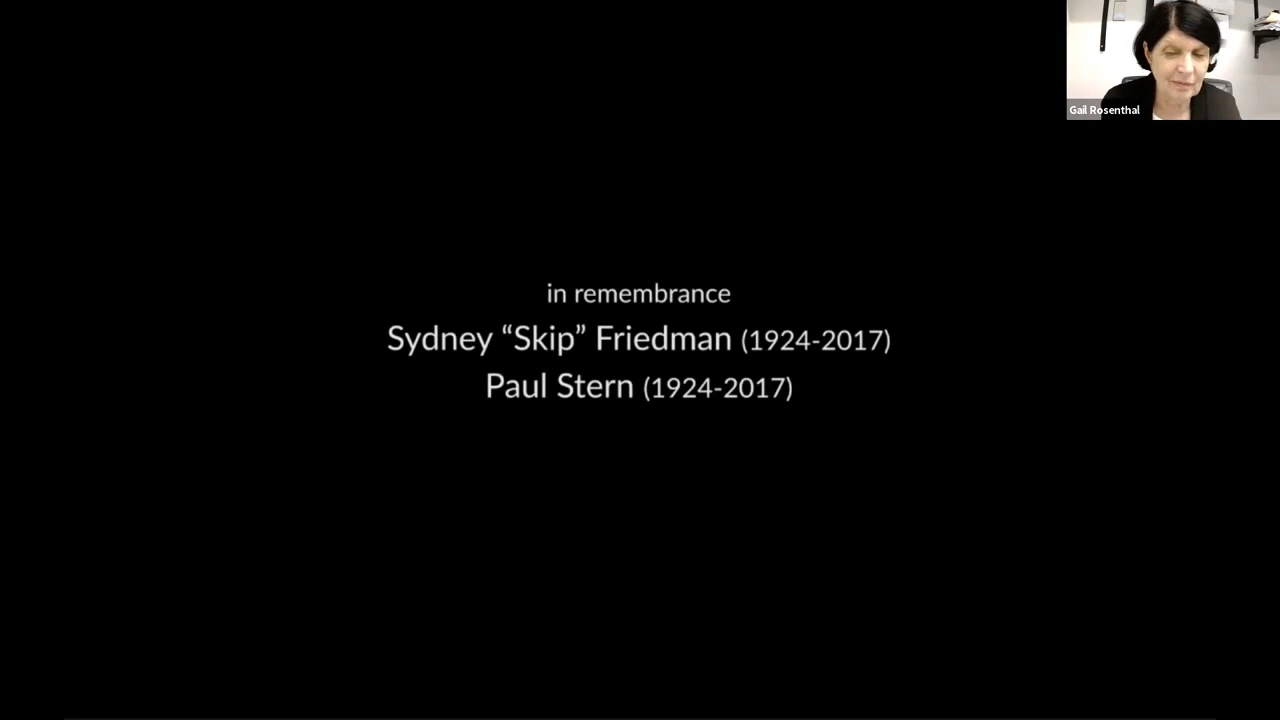 Gail Rosenthal
in remembrance
Sydney “Skip” Friedman (1924-2017)
Paul Stern (1924-2017)